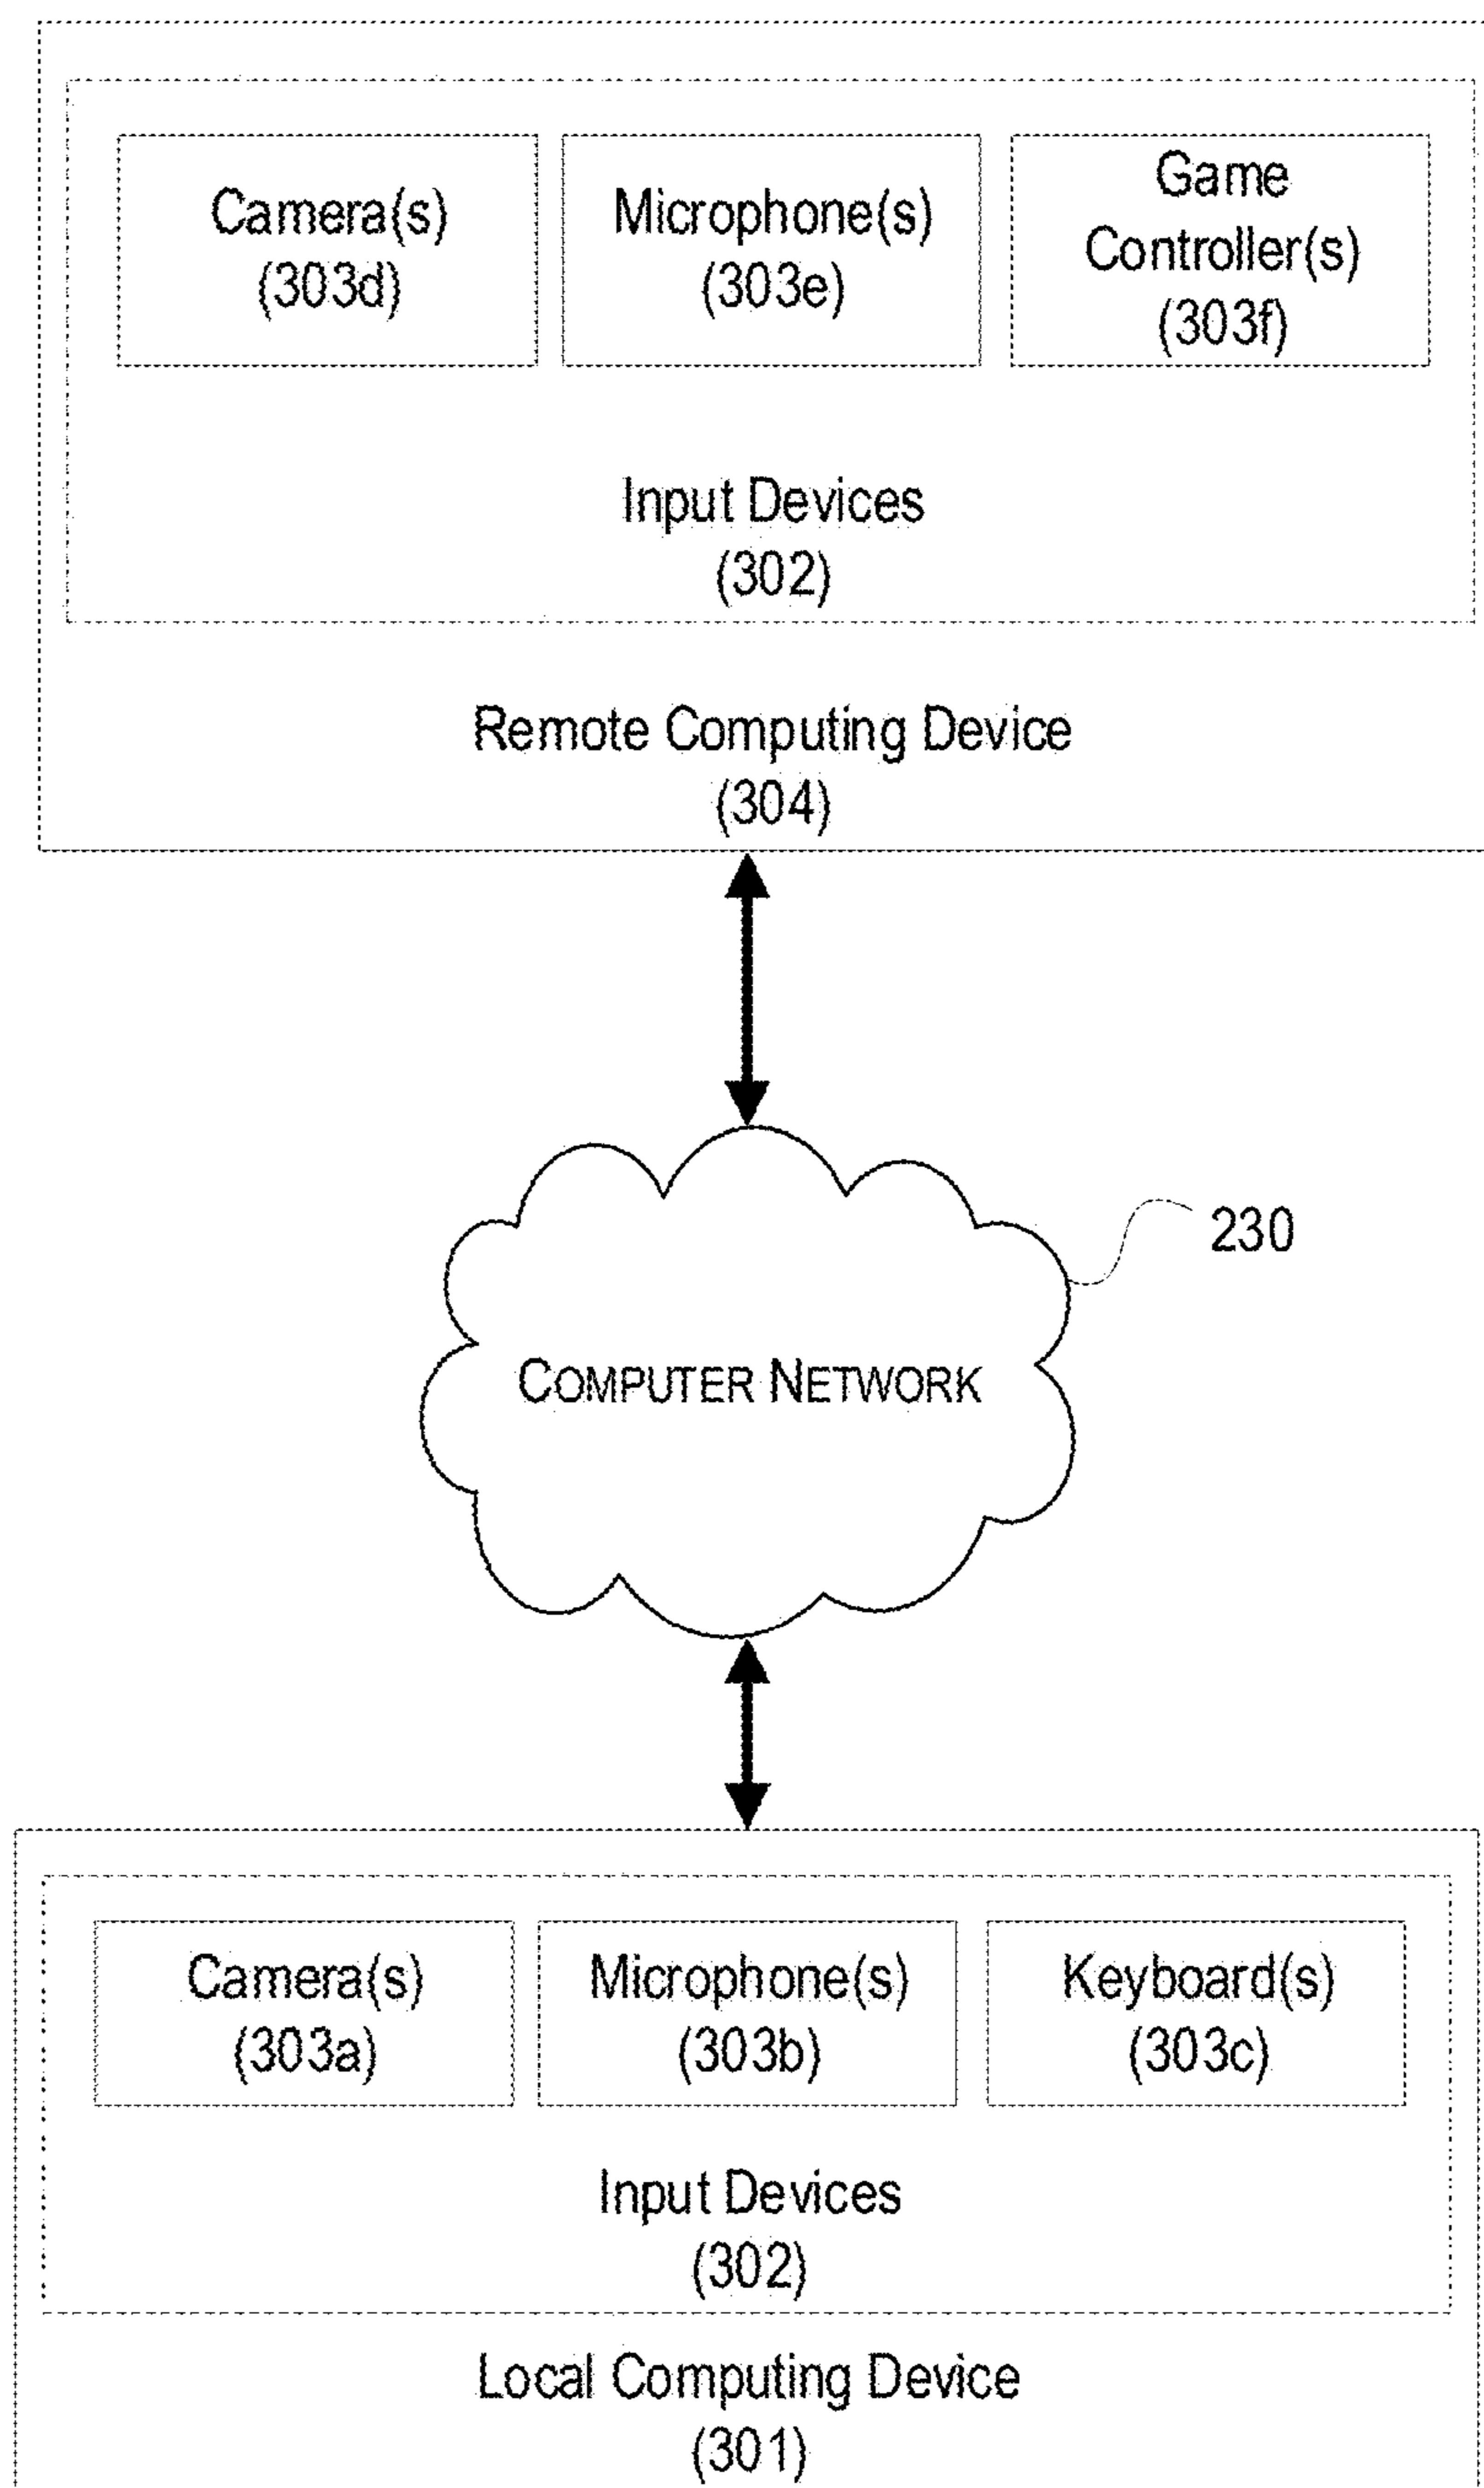 Camera(s)
(303d)
Microphone(s)
(303e)
Game
Controller(s)
(303f)
Input Devices
(302)
Remote Computing Device
(304)
230
COMPUTER NETWORK
Camera(s)
(303a)
Microphone(s)
(303b)
Keyboard(s)
(303c)
Input Devices
(302)
Local Computing Device
(301)